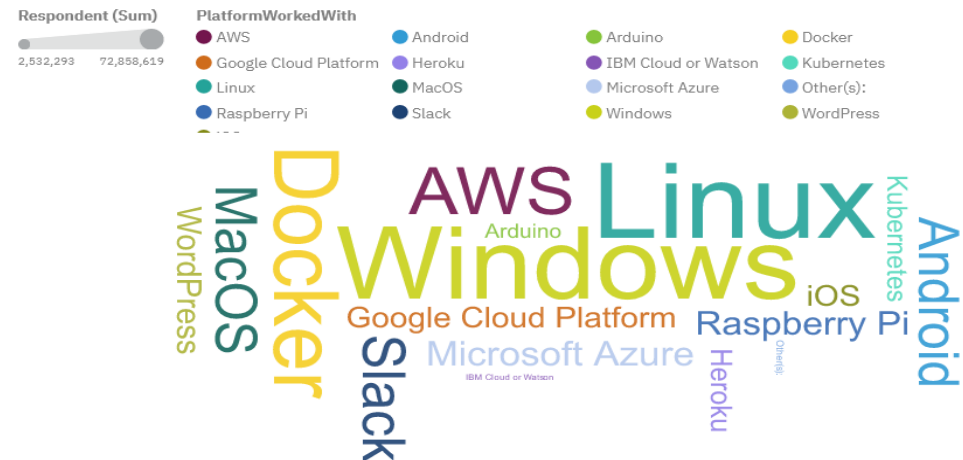 Respondent (Sum)
2,532,293 72,858,619
PlatformWorkedWith
AWS Android Arduino Docker
Google Cloud Platform Heroku IBM Cloud or Watson Kubernetes
Linux MacOS Microsoft Azure Other(s):
Raspberry Pi Slack Windows WordPress
WordPress
MacOS
Docker
AWS
Linux
Arduino
Windows
Kubernetes
Android
iOS
Google Cloud Platform
Raspberry Pi
Slack
Microsoft Azure
IBM Cloud or Watson
Heroku
Other(s):